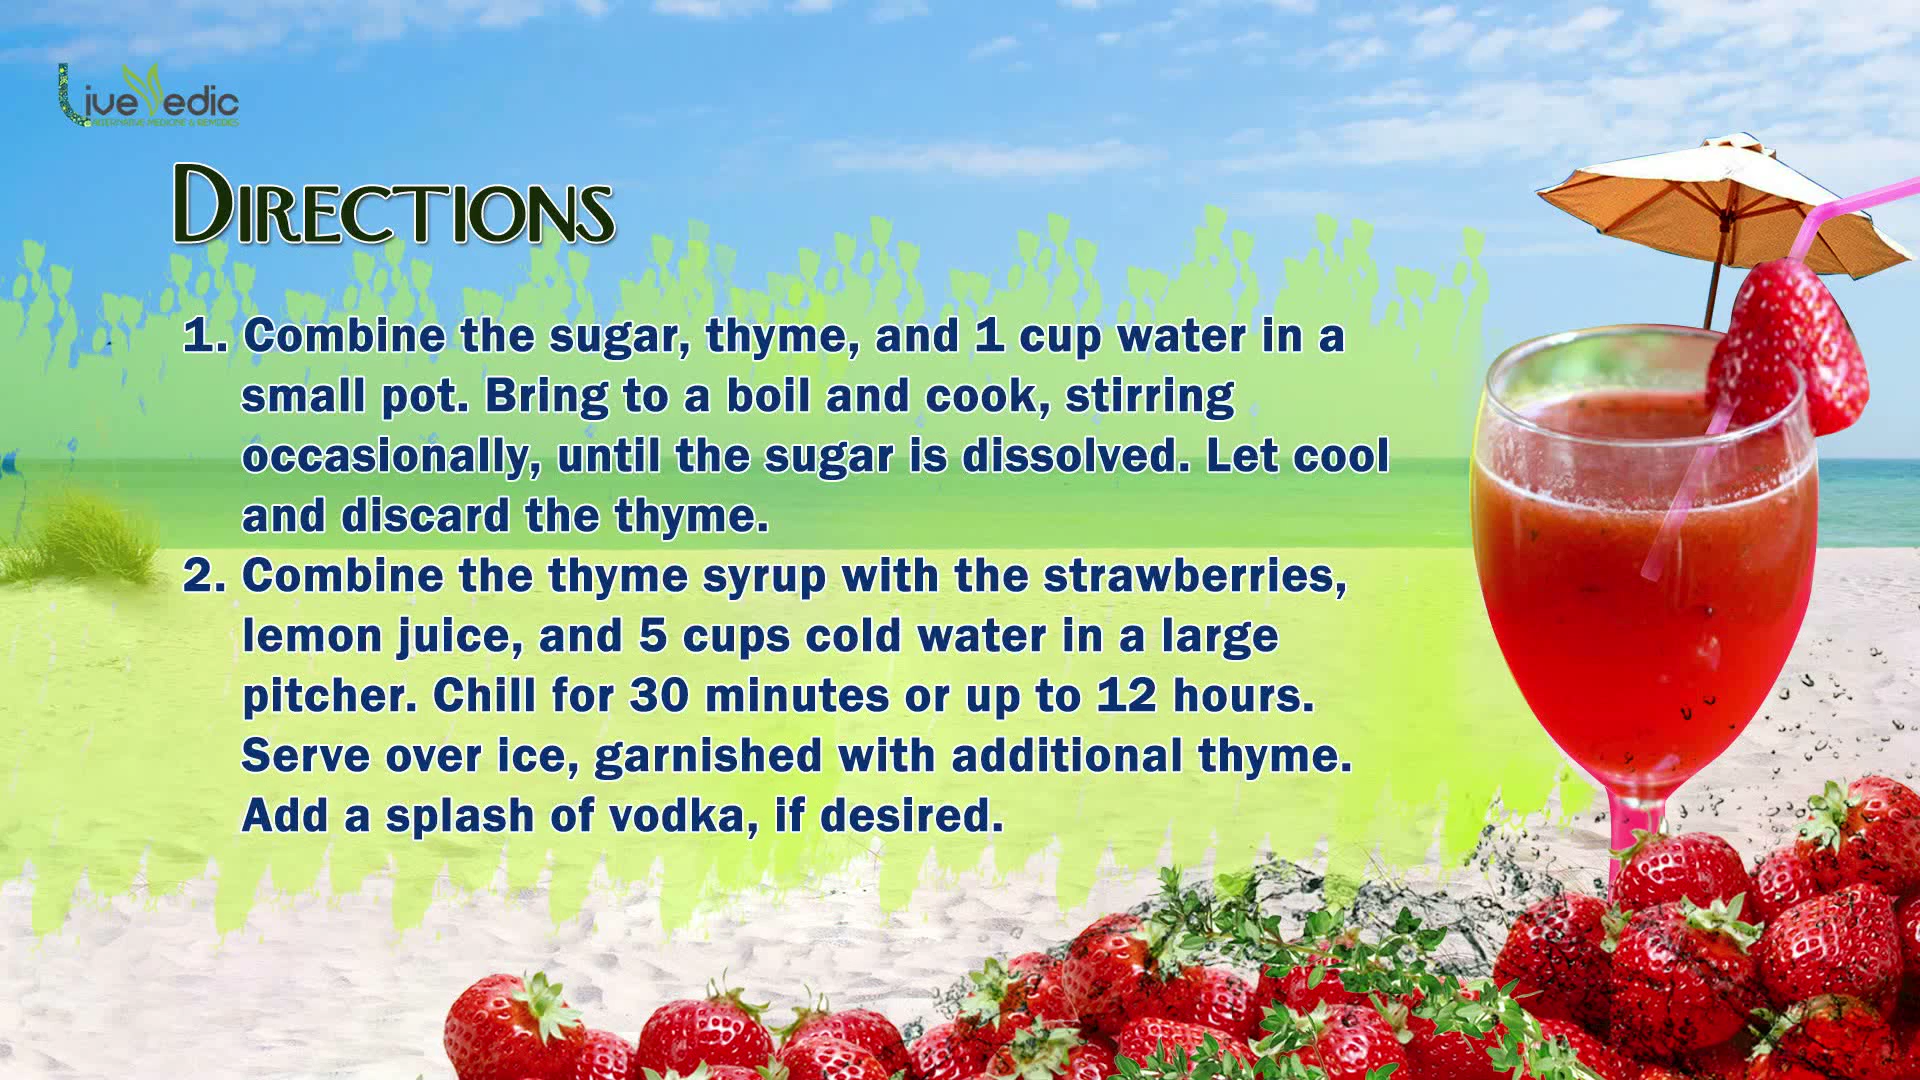 LiveVedic
ALTERNATIVE MEDICINE & REMEDIES
DIRECTIONS
1. Combine the sugar, thyme, and 1 cup water in a
small pot. Bring to a boil and cook, stirring
occasionally, until the sugar is dissolved. Let cool
and discard the thyme.
2. Combine the thyme syrup with the strawberries,
lemon juice, and 5 cups cold water in a large
pitcher. Chill for 30 minutes or up to 12 hours.
Serve over ice, garnished with additional thyme.
Add a splash of vodka, if desired.